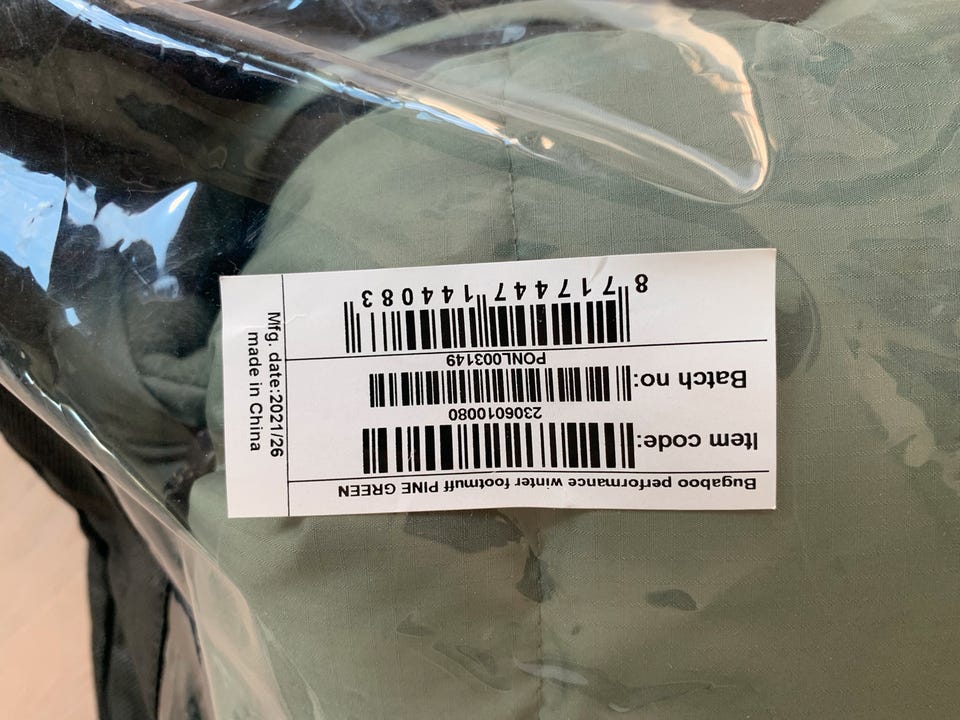 Bugaboo performance winter footmuff PINE GREEN
Item code:
2306010080
Batch no:
PONL003149
8 717447 144083
Mfg. date:2021/26
made in China